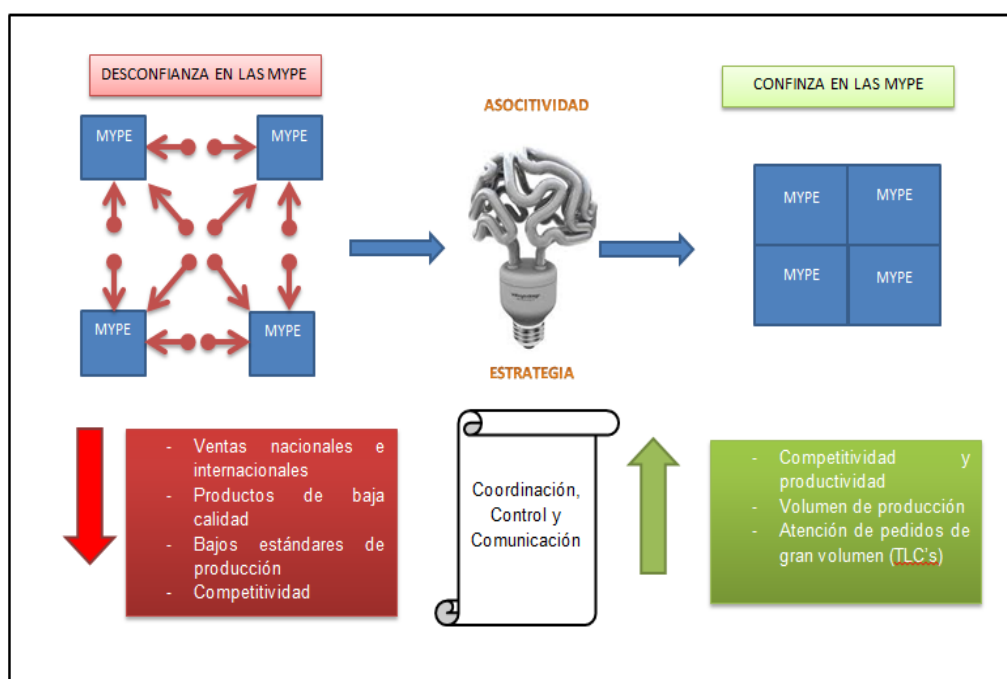 DESCONFIANZA EN LAS MYPE
ASOCITIVIDAD
CONFINZA EN LAS MYPE
MYPE
MYPE
MYPE
MYPE
MYPE
MYPE
MYPE
MYPE
ESTRATEGIA
- Ventas nacionales e
internacionales
- Productos de baja
calidad
- Bajos estándares de
producción
- Competitividad
Coordinación,
Control y
Comunicación
- Competitividad y
productividad
- Volumen de producción
- Atención de pedidos de
gran volumen (TLC's)